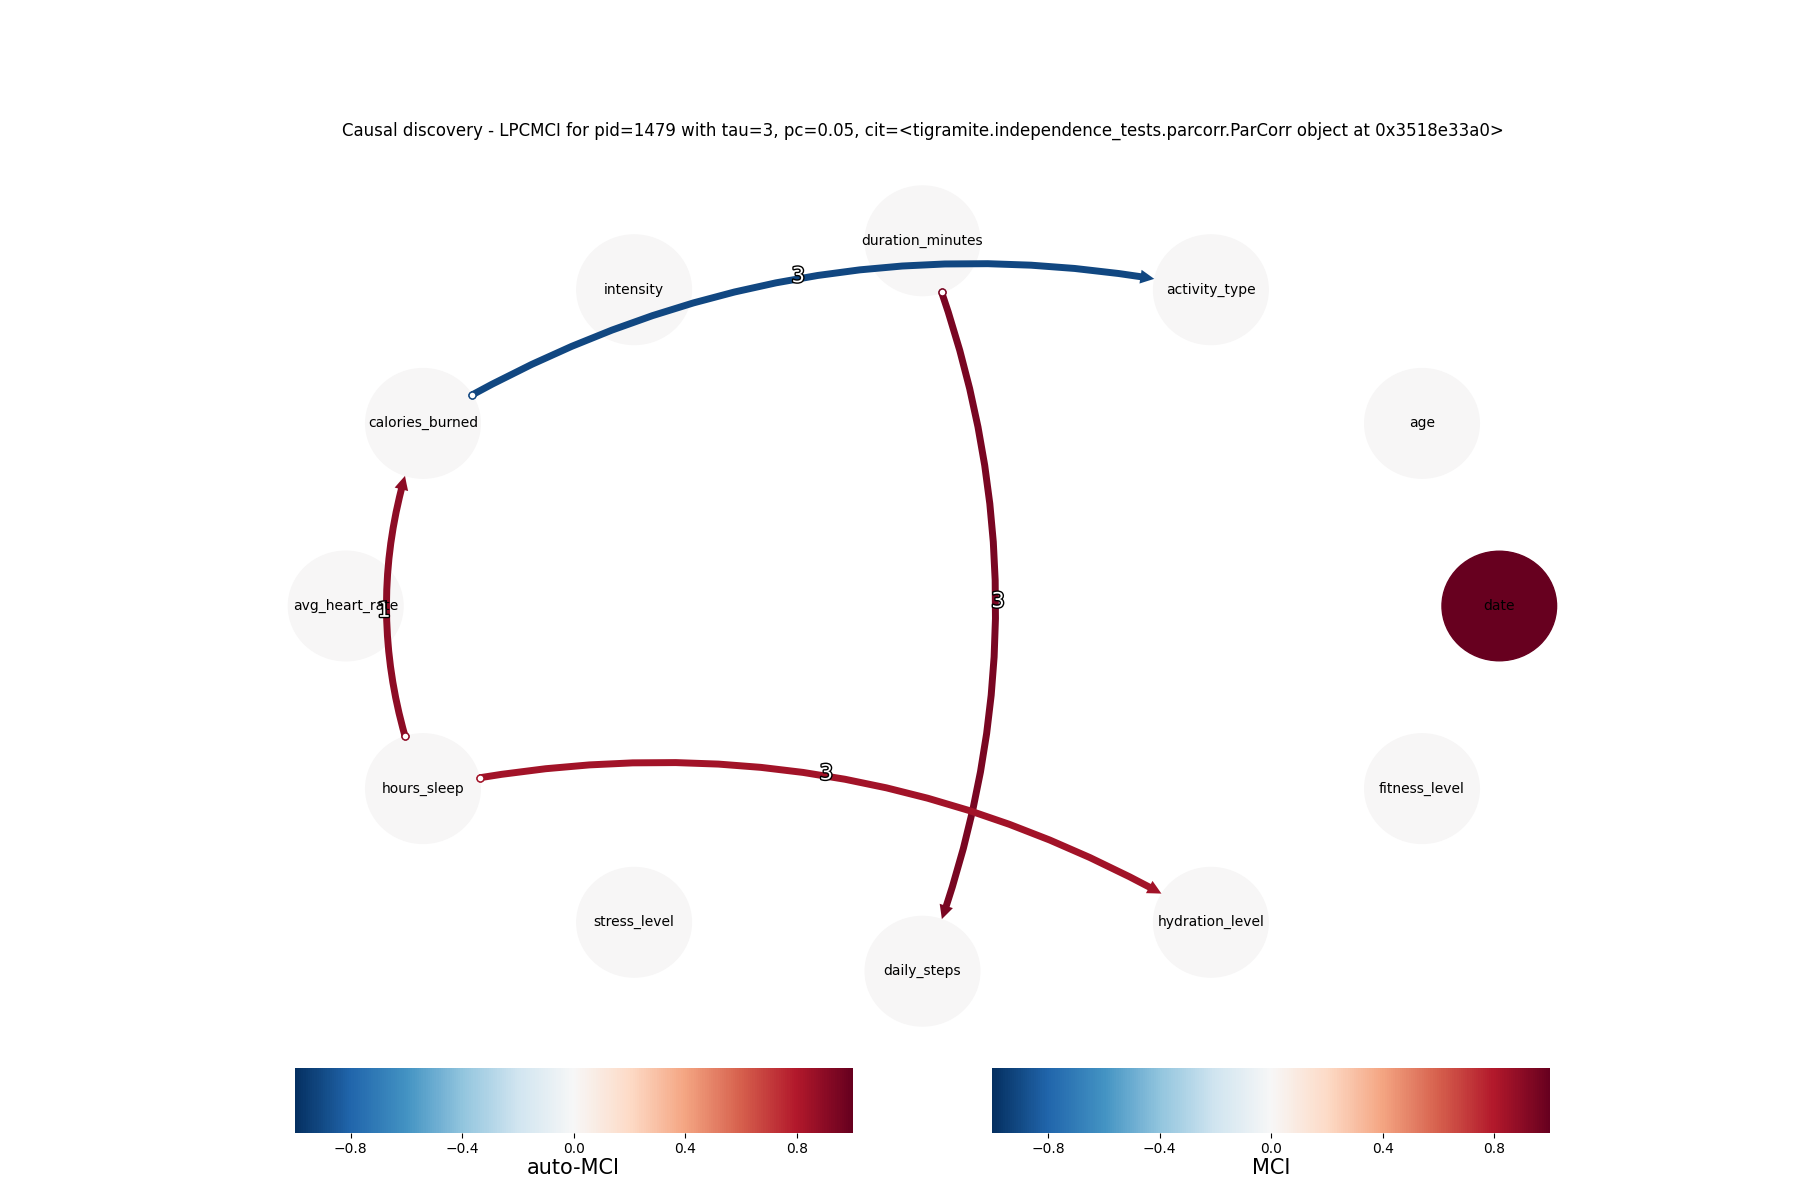 Causal discovery - LPCMCI for pid=1479 with tau=3, pc=0.05, cit=<tigramite.independence_tests.parcorr.ParCorr object at 0x3518e33a0>
duration_minutes
3
intensity
activity_type
calories_burned
age
3
avg_heart_rate
1
date
3
hours_sleep
fitness_level
stress_level
hydration_level
daily_steps
−0.8 −0.4 0.0 0.4 0.8
auto-MCI
−0.8 −0.4 0.0 0.4 0.8
MCI